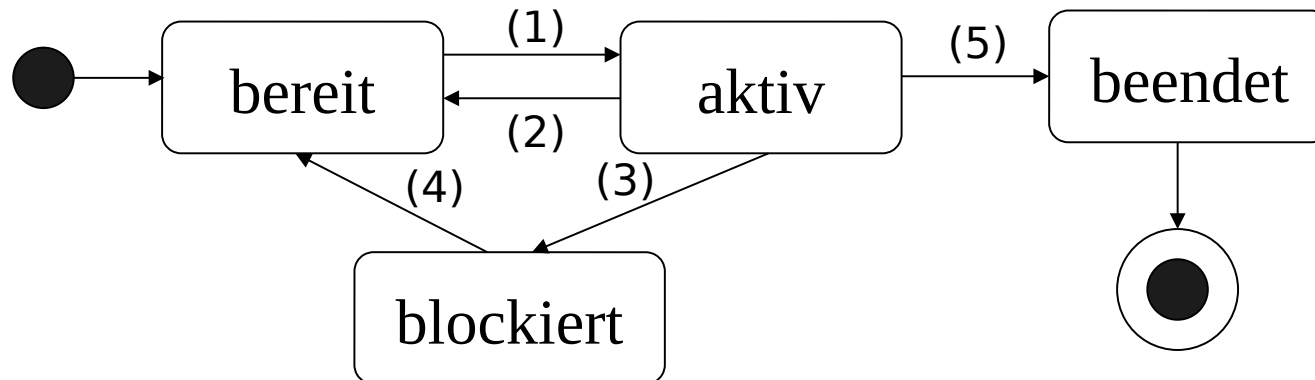 (1)
(5)
bereit
aktiv
beendet
(2)
(4)
(3)
blockiert